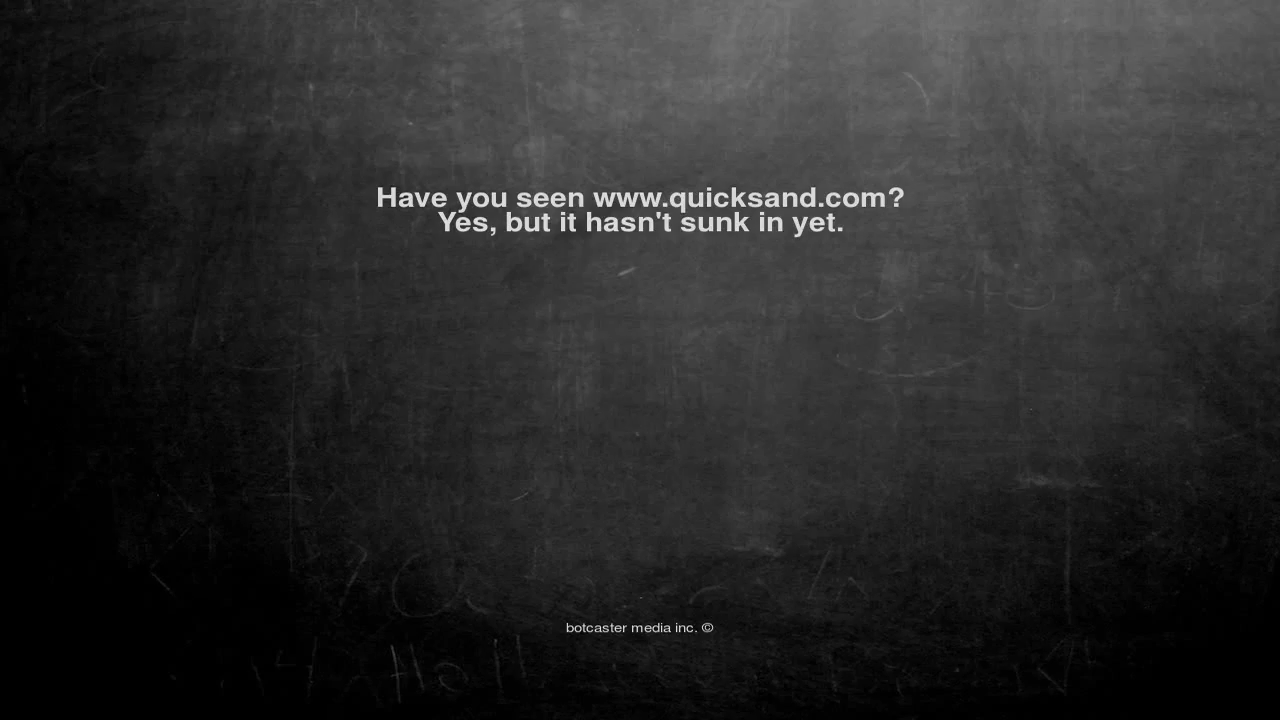 Have you seen www.quicksand.com?
Yes, but it hasn't sunk in yet.
botcaster media inc. ©